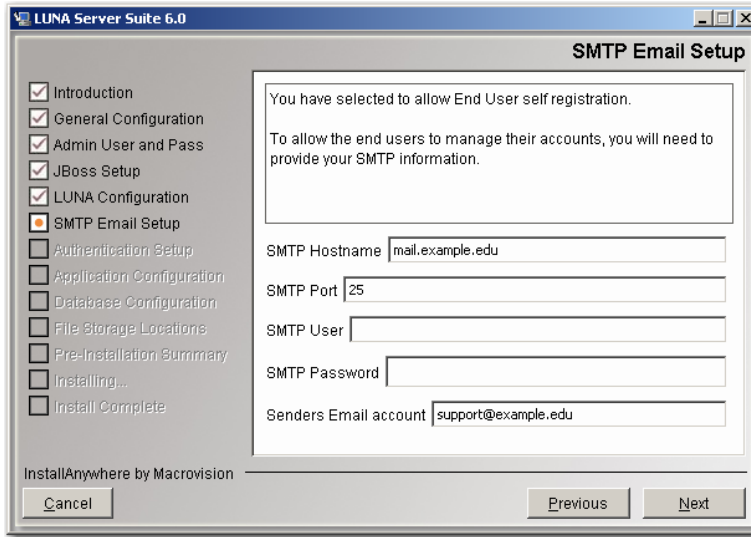 LUNA Server Suite 6.0
SMTP Email Setup
Introduction
General Configuration
Admin User and Pass
JBoss Setup
LUNA Configuration
SMTP Email Setup
Authentication Setup
Application Configuration
Database Configuration
File Storage Locations
Pre-Installation Summary
Installing...
Install Complete
You have selected to allow End User self registration.
To allow the end users to manage their accounts, you will need to
provide your SMTP information.
SMTP Hostname mail.example.edu
SMTP Port 25
SMTP User
SMTP Password
Senders Email account support@example.edu
InstallAnywhere by Macrovision
Cancel Previous Next